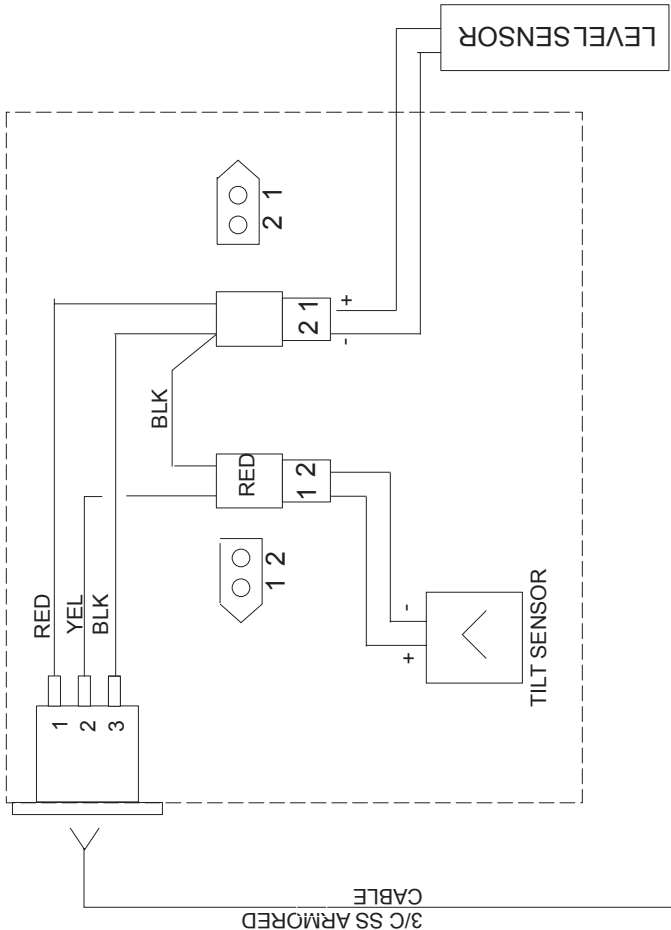 LEVEL SENSOR
2 1
BLK
2 1
+
-
RED
1 2
RED
YEL
BLK
1 2
1
2
3
-
+
TILT SENSOR
3/C SS ARMORED
CABLE